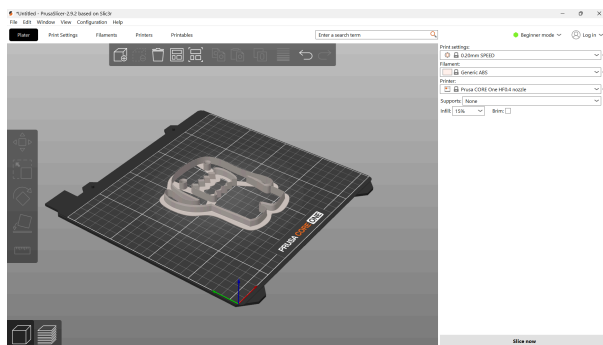 *Untitled - PrusaSlicer-2.9.2 based on Slic3r
File Edit Window View Configuration Help
Plater Print Settings Filaments Printers Printables Enter a search term Beginner mode Log in
Print settings:
0.20mm SPEED
Filament:
Generic ABS
Printer:
Prusa CORE One HF0.4 nozzle
Supports: None
Infill: 15% Brim:
PRUSA CORE ONE
Slice now